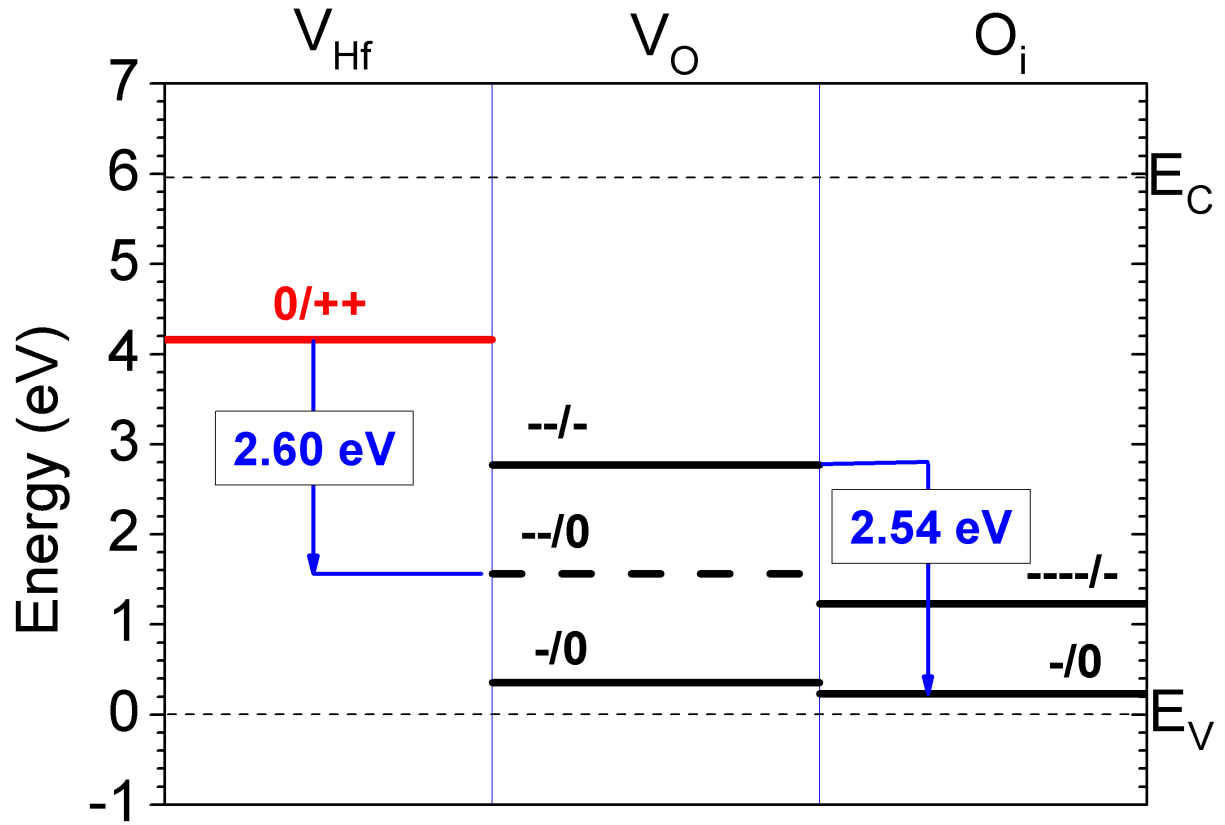 V_Hf V_O O_i
7
6
E_C
5
0/++
4
--/-
3
2.60 eV
2.54 eV
--/0
2
----/-
1
-/0
-/0
0
E_V
-1
Energy (eV)